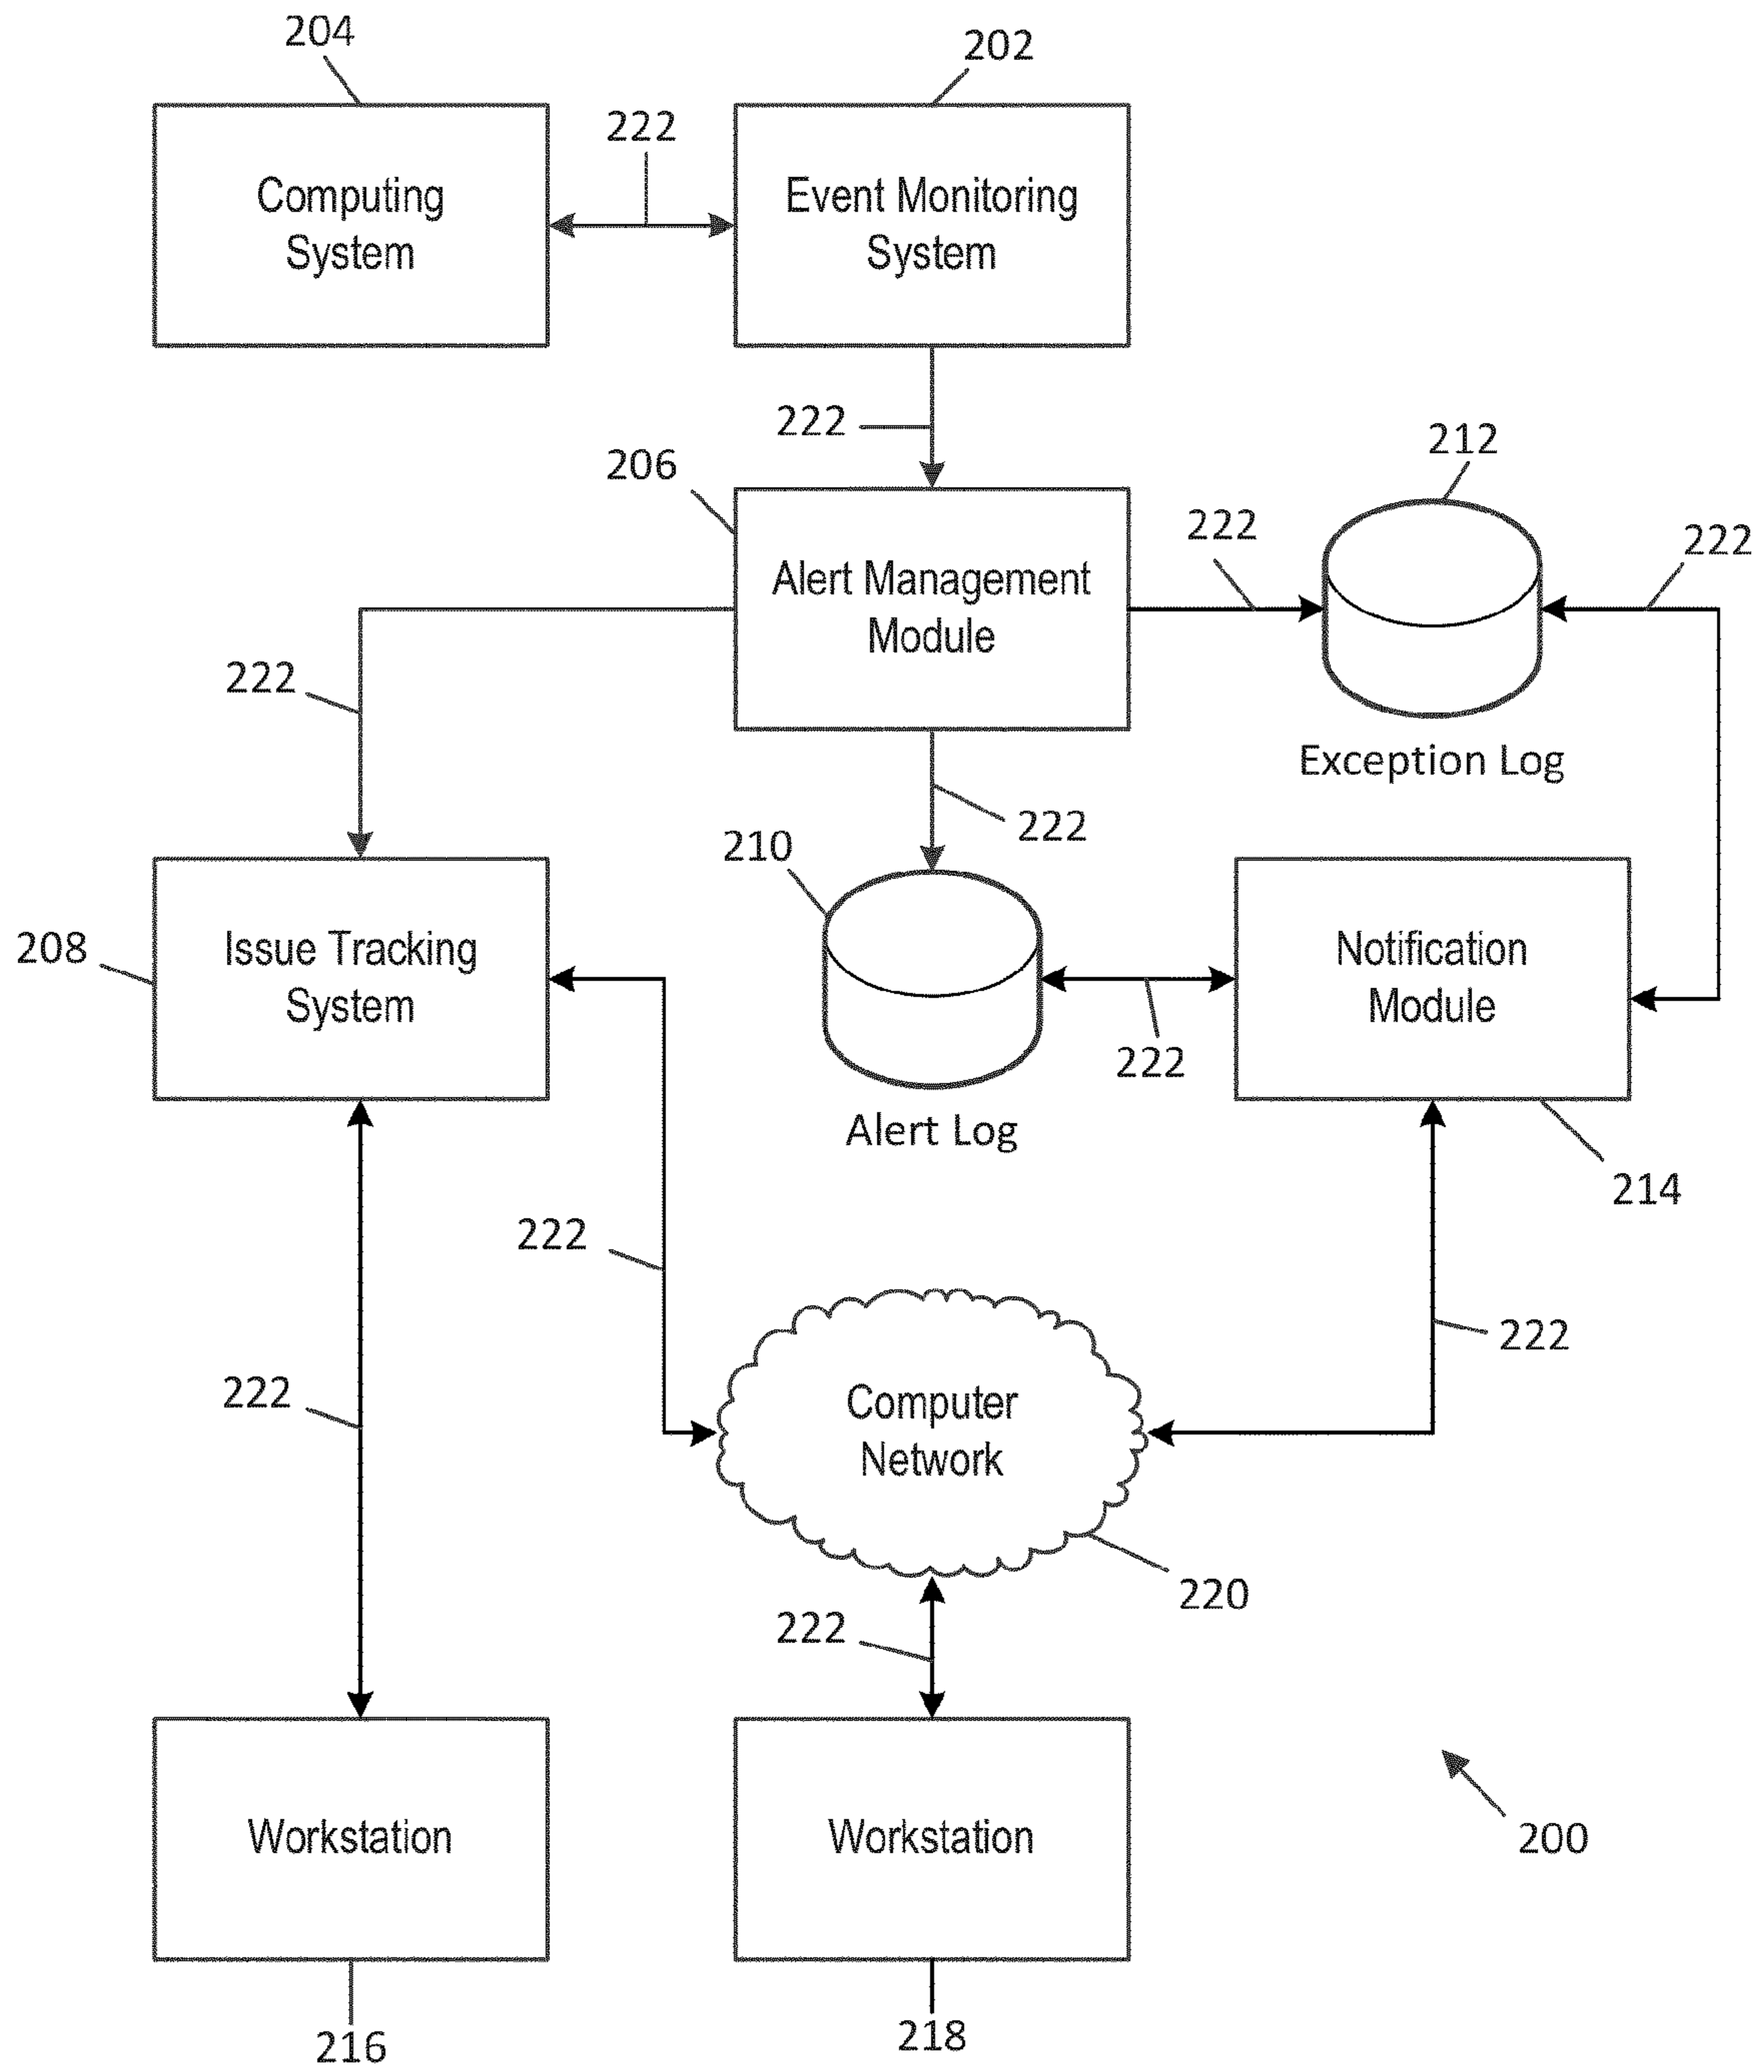 204
202
222
Computing
System
Event Monitoring
System
222
206
212
222
222
Alert Management
Module
222
Exception Log
222
210
208
Issue Tracking
System
Notification
Module
222
Alert Log
214
222
222
222
Computer
Network
220
222
Workstation
Workstation
200
216
218